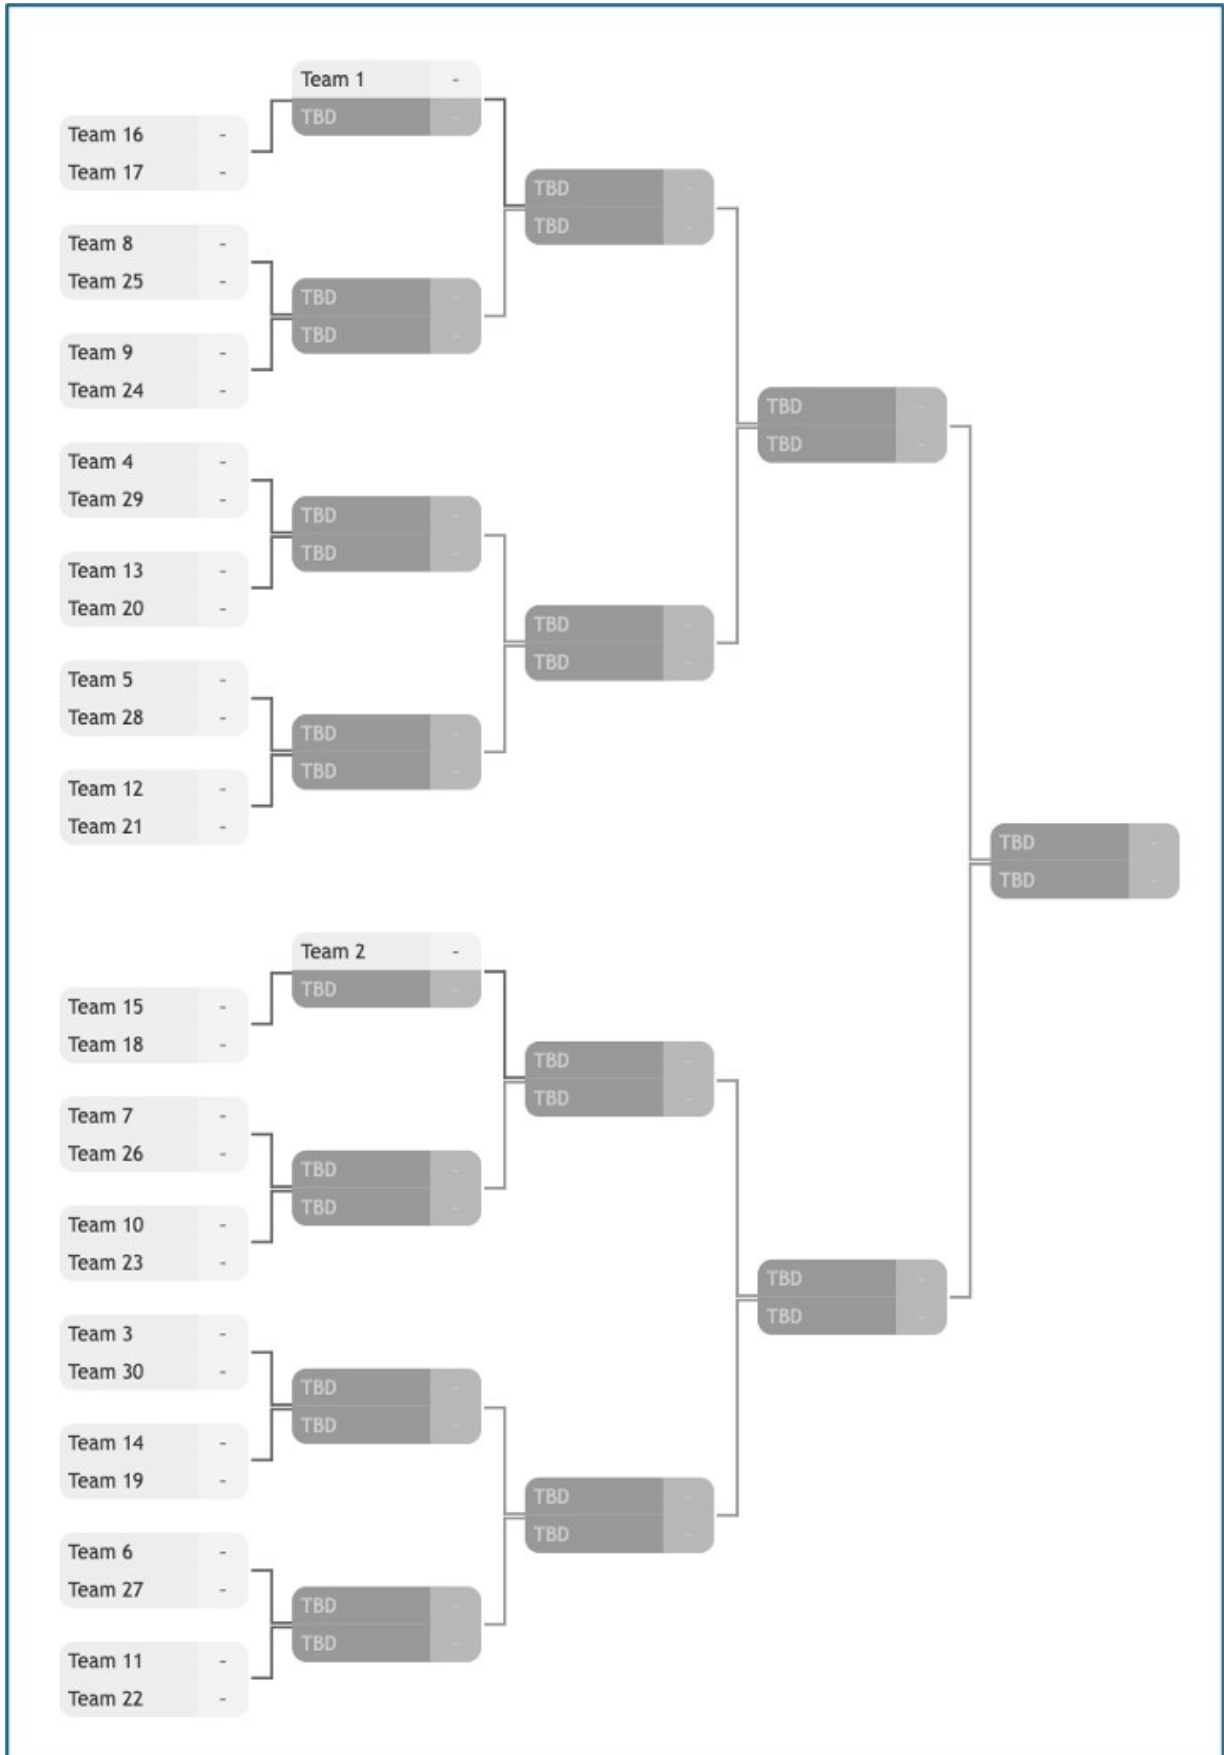 Team 1 -
TBD -
Team 16 -
Team 17 -
TBD -
TBD -
Team 8 -
Team 25 -
TBD -
TBD -
Team 9 -
Team 24 -
TBD -
TBD -
Team 4 -
Team 29 -
TBD -
TBD -
Team 13 -
Team 20 -
TBD -
TBD -
Team 5 -
Team 28 -
TBD -
TBD -
Team 12 -
Team 21 -
TBD -
TBD -
Team 2 -
TBD -
Team 15 -
Team 18 -
TBD -
TBD -
Team 7 -
Team 26 -
TBD -
TBD -
Team 10 -
Team 23 -
TBD -
TBD -
Team 3 -
Team 30 -
TBD -
TBD -
Team 14 -
Team 19 -
TBD -
TBD -
Team 6 -
Team 27 -
TBD -
TBD -
Team 11 -
Team 22 -